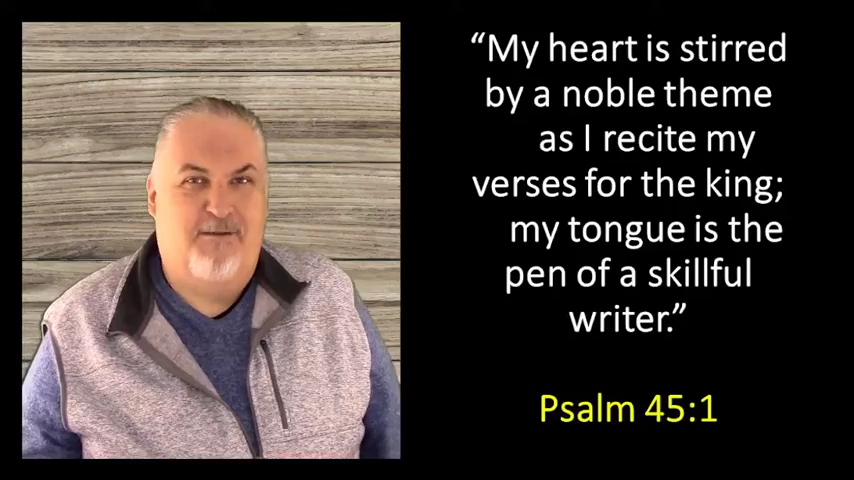 “My heart is stirred
by a noble theme
as I recite my
verses for the king;
my tongue is the
pen of a skillful
writer.”
Psalm 45:1